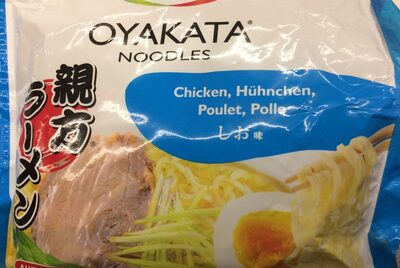 OYAKATA®
NOODLES
Chicken, Hühnchen,
Poulet, Pollo
しお味
親方®
ラーメン